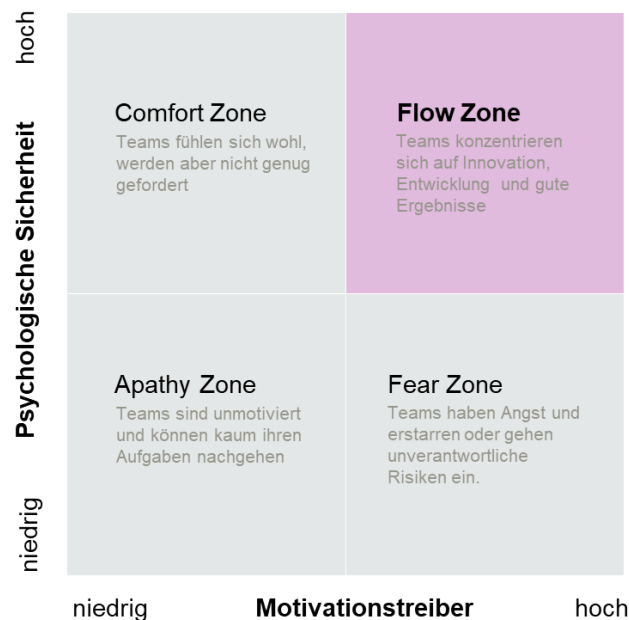 hoch
Psychologische Sicherheit
niedrig
Comfort Zone
Teams fühlen sich wohl,
werden aber nicht genug
gefordert
Flow Zone
Teams konzentrieren
sich auf Innovation,
Entwicklung und gute
Ergebnisse
Apathy Zone
Teams sind unmotiviert
und können kaum ihren
Aufgaben nachgehen
Fear Zone
Teams haben Angst und
erstarren oder gehen
unverantwortliche
Risiken ein.
niedrig
Motivationstreiber
hoch